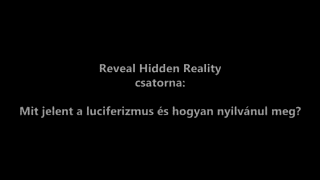 Reveal Hidden Reality
csatorna:
Mit jelent a luciferizmus és hogyan nyilvánul meg?